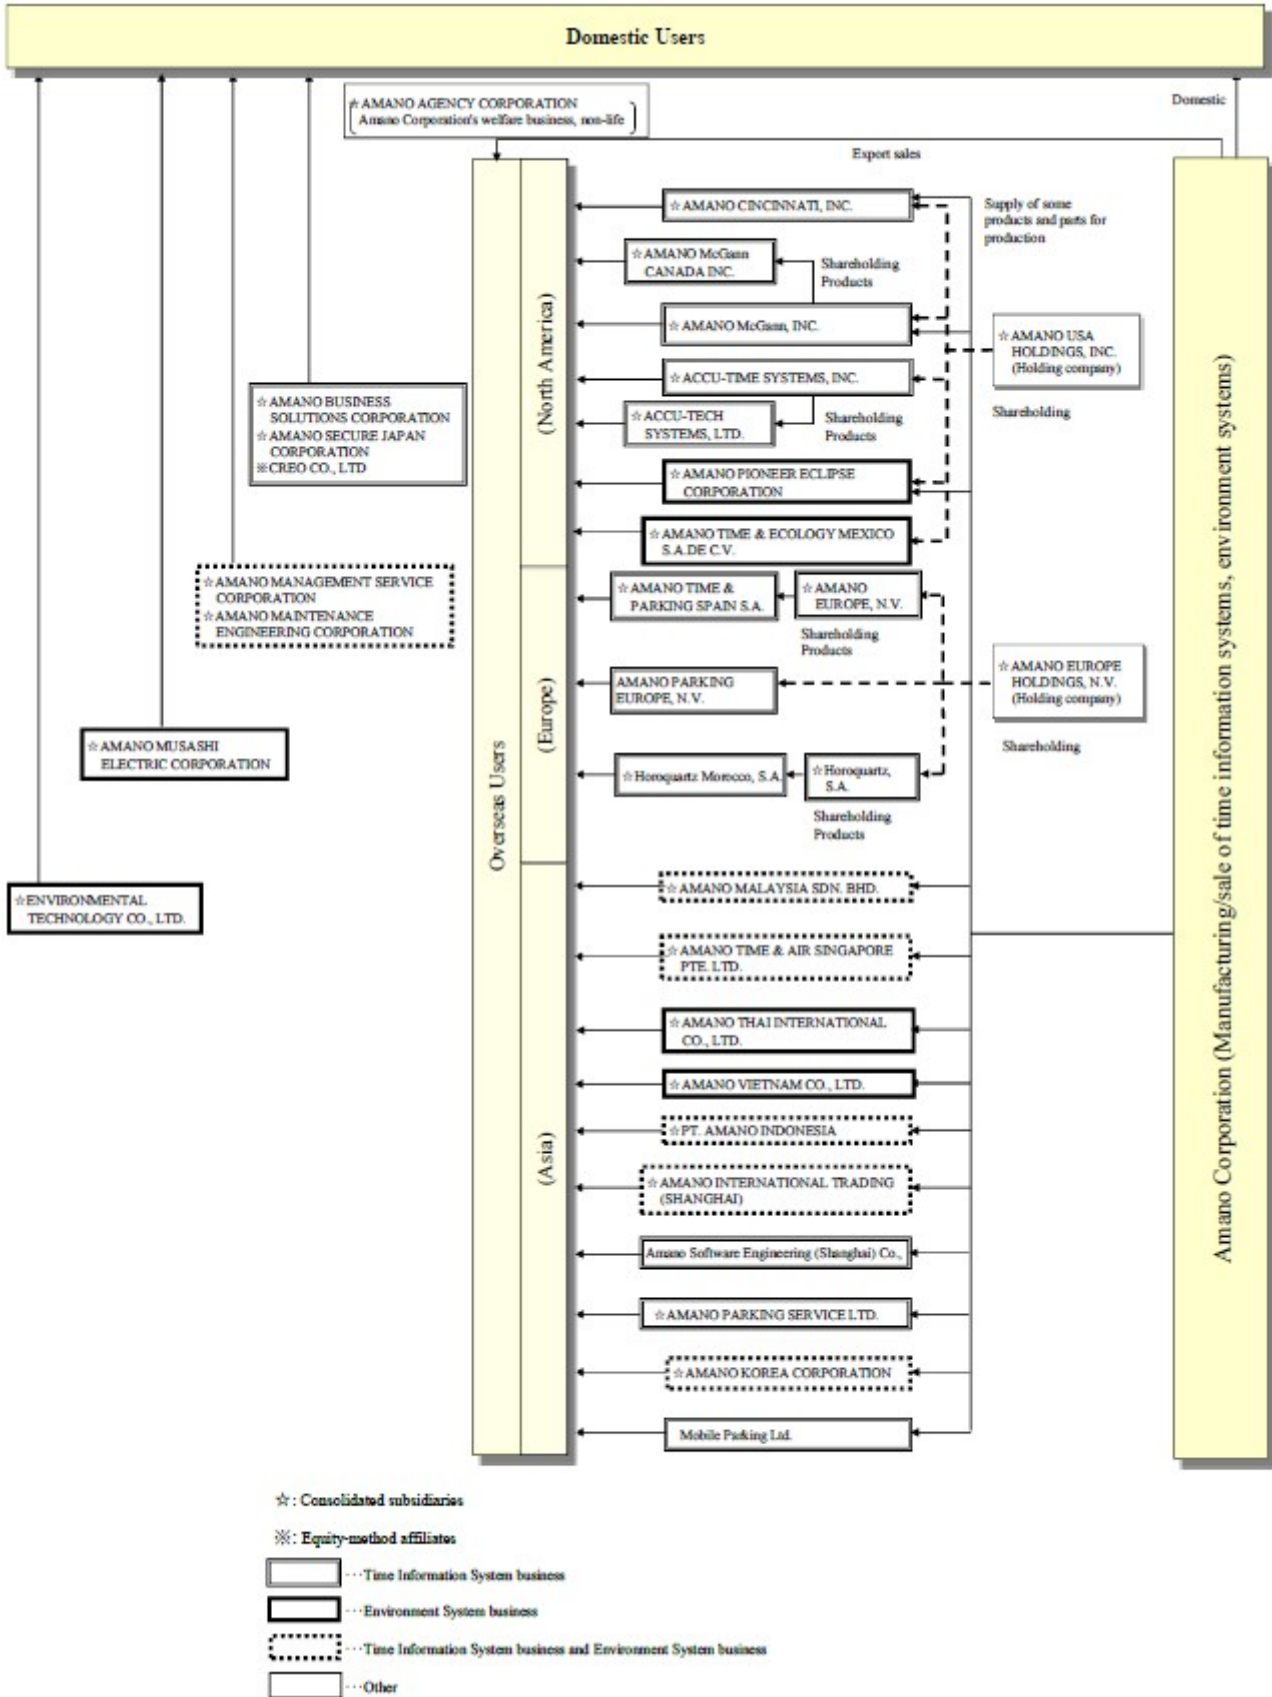 Domestic Users
☆AMANO AGENCY CORPORATION
Amano Corporation's welfare business, non-life
Domestic
Export sales
☆AMANO CINCINNATI, INC.
Supply of some
products and parts for
production
☆AMANO McGann
CANADA INC.
Shareholding
Products
(North America)
☆AMANO McGann, INC.
☆AMANO USA
HOLDINGS, INC.
(Holding company)
Shareholding
☆ACCU-TIME SYSTEMS, INC.
☆AMANO BUSINESS
SOLUTIONS CORPORATION
☆AMANO SECURE JAPAN
CORPORATION
※CREO CO., LTD
☆ACCU-TECH
SYSTEMS, LTD.
Shareholding
Products
☆AMANO PIONEER ECLIPSE
CORPORATION
☆AMANO TIME & ECOLOGY MEXICO
S.A.DE C.V.
☆AMANO MANAGEMENT SERVICE
CORPORATION
☆AMANO MAINTENANCE
ENGINEERING CORPORATION
☆AMANO TIME &
PARKING SPAIN S.A.
☆AMANO
EUROPE, N.V.
Shareholding
Products
(Europe)
AMANO PARKING
EUROPE, N.V.
☆AMANO EUROPE
HOLDINGS, N.V.
(Holding company)
Shareholding
☆AMANO MUSASHI
ELECTRIC CORPORATION
☆Horoquartz Morocco, S.A.
☆Horoquartz,
S.A.
Shareholding
Products
Overseas Users
Amano Corporation (Manufacturing/sale of time information systems, environment systems)
☆ENVIRONMENTAL
TECHNOLOGY CO., LTD.
☆AMANO MALAYSIA SDN. BHD.
☆AMANO TIME & AIR SINGAPORE
PTE. LTD.
☆AMANO THAI INTERNATIONAL
CO., LTD.
☆AMANO VIETNAM CO., LTD.
☆PT. AMANO INDONESIA
(Asia)
☆AMANO INTERNATIONAL TRADING
(SHANGHAI)
Amano Software Engineering (Shanghai) Co.,
☆AMANO PARKING SERVICE LTD.
☆AMANO KOREA CORPORATION
Mobile Parking Ltd.
☆: Consolidated subsidiaries
※: Equity-method affiliates
···Time Information System business
···Environment System business
···Time Information System business and Environment System business
···Other